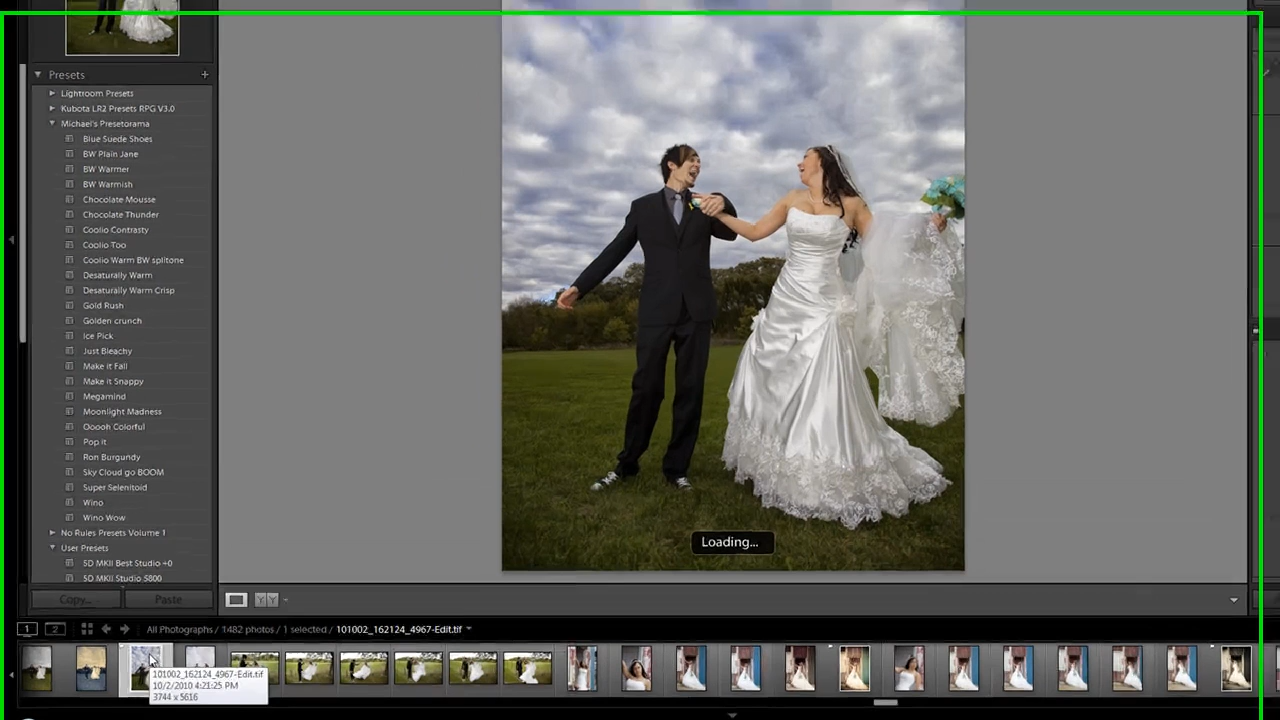 Presets +
Lightroom Presets
Kubota LR2 Presets RPG V3.0
Michael's Presetorama
Blue Suede Shoes
BW Plain Jane
BW Warmer
BW Warmish
Chocolate Mousse
Chocolate Thunder
Coolio Contrasty
Coolio Too
Coolio Warm BW splitone
Desaturally Warm
Desaturally Warm Crisp
Gold Rush
Golden crunch
Ice Pick
Just Bleachy
Make it Fall
Make it Snappy
Megamind
Moonlight Madness
Ooooh Colorful
Pop it
Ron Burgundy
Sky Cloud go BOOM
Super Selenitoid
Wino
Wino Wow
No Rules Presets Volume 1
User Presets
5D MKII Best Studio +0
5D MKII Studio 5800
Loading...
Copy... Paste
YY
1 2 All Photographs / 1482 photos / 1 selected / 101002_162124_4967-Edit.tif
101002_162124_4967-Edit.tif
10/2/2010 4:21:25 PM
3744 x 5616